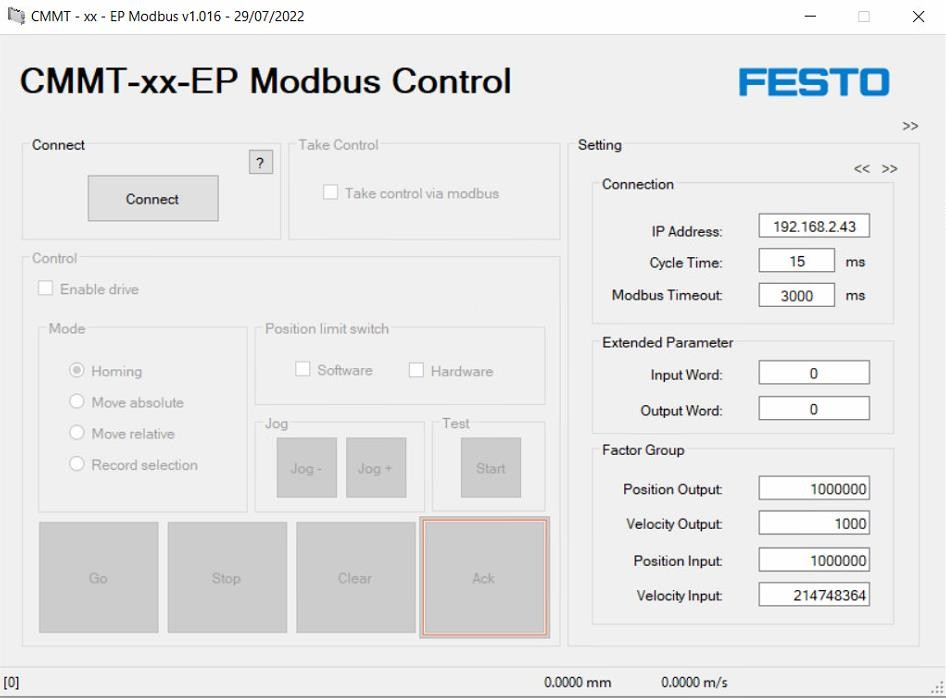 CMMT - xx - EP Modbus v1.016 - 29/07/2022
CMMT-xx-EP Modbus Control
FESTO
>>
Connect
?
Connect
Take Control
Take control via modbus
Control
Enable drive
Mode
Homing
Move absolute
Move relative
Record selection
Position limit switch
Software
Hardware
Jog
Jog -
Jog +
Test
Start
Go
Stop
Clear
Ack
Setting
<< >>
Connection
IP Address: 192.168.2.43
Cycle Time: 15 ms
Modbus Timeout: 3000 ms
Extended Parameter
Input Word: 0
Output Word: 0
Factor Group
Position Output: 1000000
Velocity Output: 1000
Position Input: 1000000
Velocity Input: 214748364
[0]
0.0000 mm
0.0000 m/s